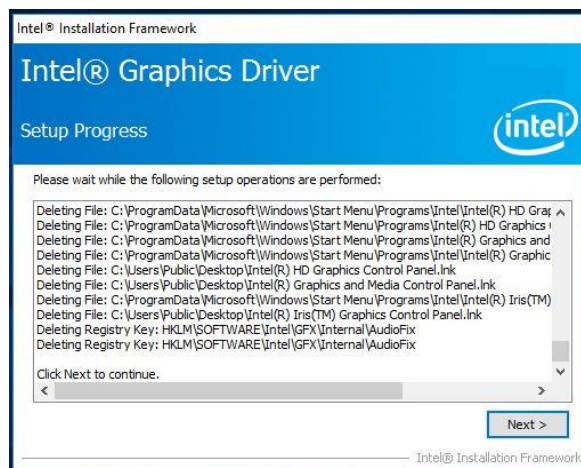 Intel® Installation Framework
Intel® Graphics Driver
Setup Progress
intel
Please wait while the following setup operations are performed:
Deleting File: C:\ProgramData\Microsoft\Windows\Start Menu\Programs\Intel\Intel(R) HD Grap
Deleting File: C:\ProgramData\Microsoft\Windows\Start Menu\Programs\Intel(R) HD Graphics
Deleting File: C:\ProgramData\Microsoft\Windows\Start Menu\Programs\Intel(R) Graphics and
Deleting File: C:\ProgramData\Microsoft\Windows\Start Menu\Programs\Intel\Intel(R) Graphic
Deleting File: C:\Users\Public\Desktop\Intel(R) HD Graphics Control Panel.lnk
Deleting File: C:\Users\Public\Desktop\Intel(R) Graphics and Media Control Panel.lnk
Deleting File: C:\ProgramData\Microsoft\Windows\Start Menu\Programs\Intel\Intel(R) Iris(TM)
Deleting File: C:\Users\Public\Desktop\Intel(R) Iris(TM) Graphics Control Panel.lnk
Deleting Registry Key: HKLM\SOFTWARE\Intel\GFX\Internal\AudioFix
Deleting Registry Key: HKLM\SOFTWARE\Intel\GFX\Internal\AudioFix
Click Next to continue.
Next >
Intel® Installation Framework